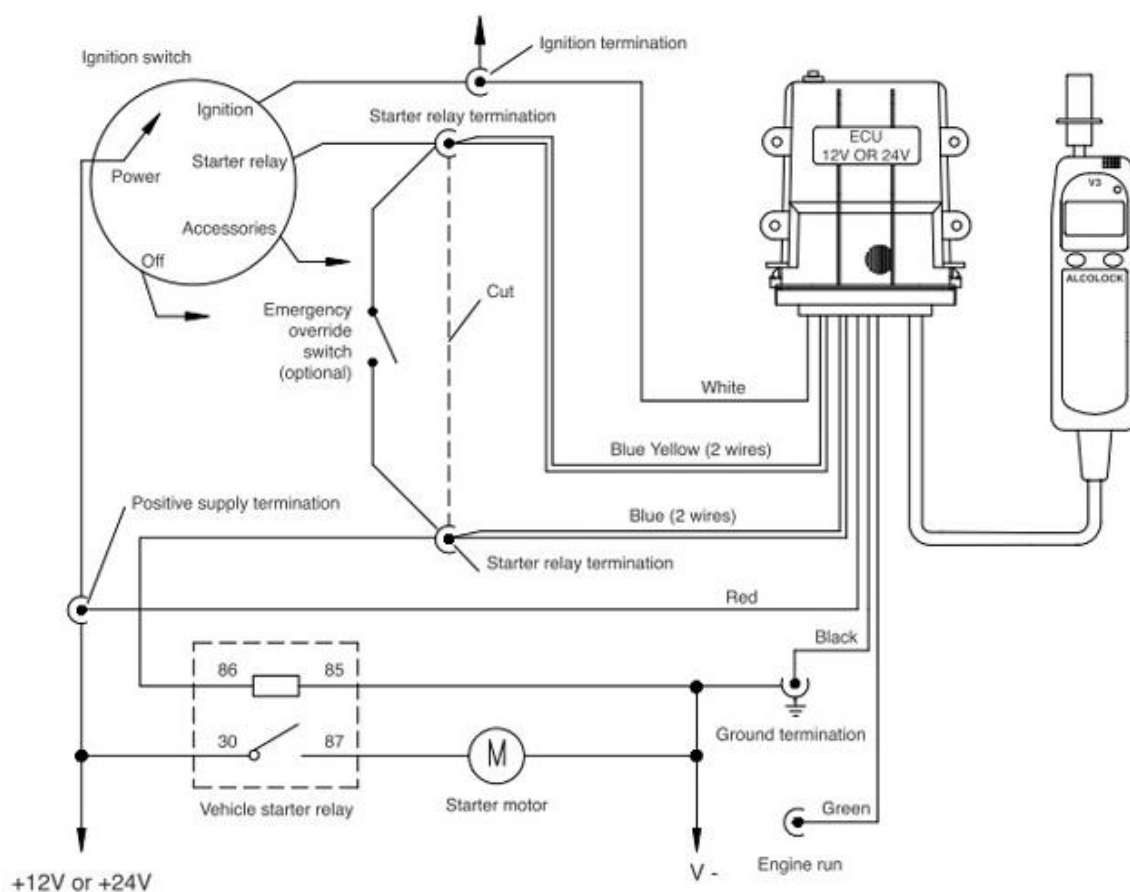 Ignition switch
Ignition termination
Ignition
Starter relay termination
Starter relay
Power
Accessories
Off
ECU
12V OR 24V
V3
ALCOLOCK
Cut
Emergency
override
switch
(optional)
White
Blue Yellow (2 wires)
Positive supply termination
Blue (2 wires)
Starter relay termination
Red
Black
86
85
30
87
M
Ground termination
Vehicle starter relay
Starter motor
Green
Engine run
V -
+12V or +24V